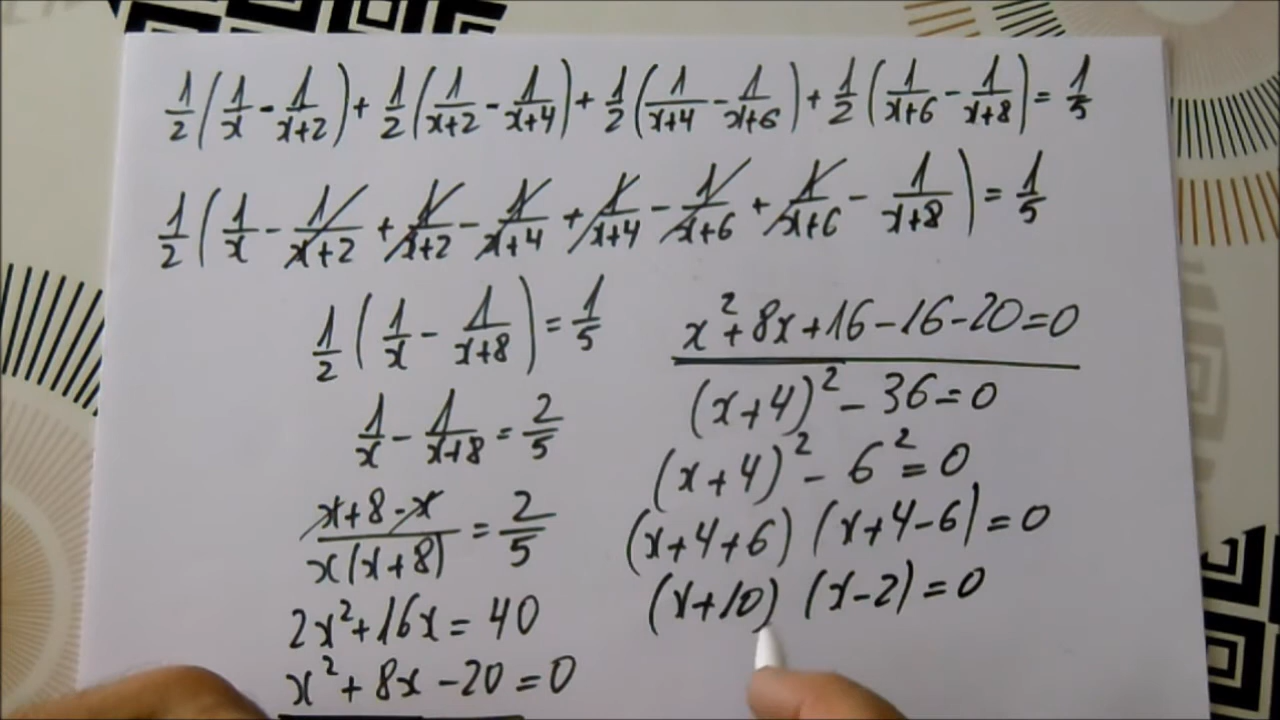 1/2 (1/x - 1/(x+2)) + 1/2 (1/(x+2) - 1/(x+4)) + 1/2 (1/(x+4) - 1/(x+6)) + 1/2 (1/(x+6) - 1/(x+8)) = 1/5
1/2 (1/x - 1/(x+2) + 1/(x+2) - 1/(x+4) + 1/(x+4) - 1/(x+6) + 1/(x+6) - 1/(x+8)) = 1/5
1/2 (1/x - 1/(x+8)) = 1/5
1/x - 1/(x+8) = 2/5
(x+8-x)/(x(x+8)) = 2/5
2x²+16x = 40
x²+8x-20=0
x²+8x+16-16-20=0
(x+4)²-36=0
(x+4)²-6²=0
(x+4+6)(x+4-6)=0
(x+10)(x-2)=0